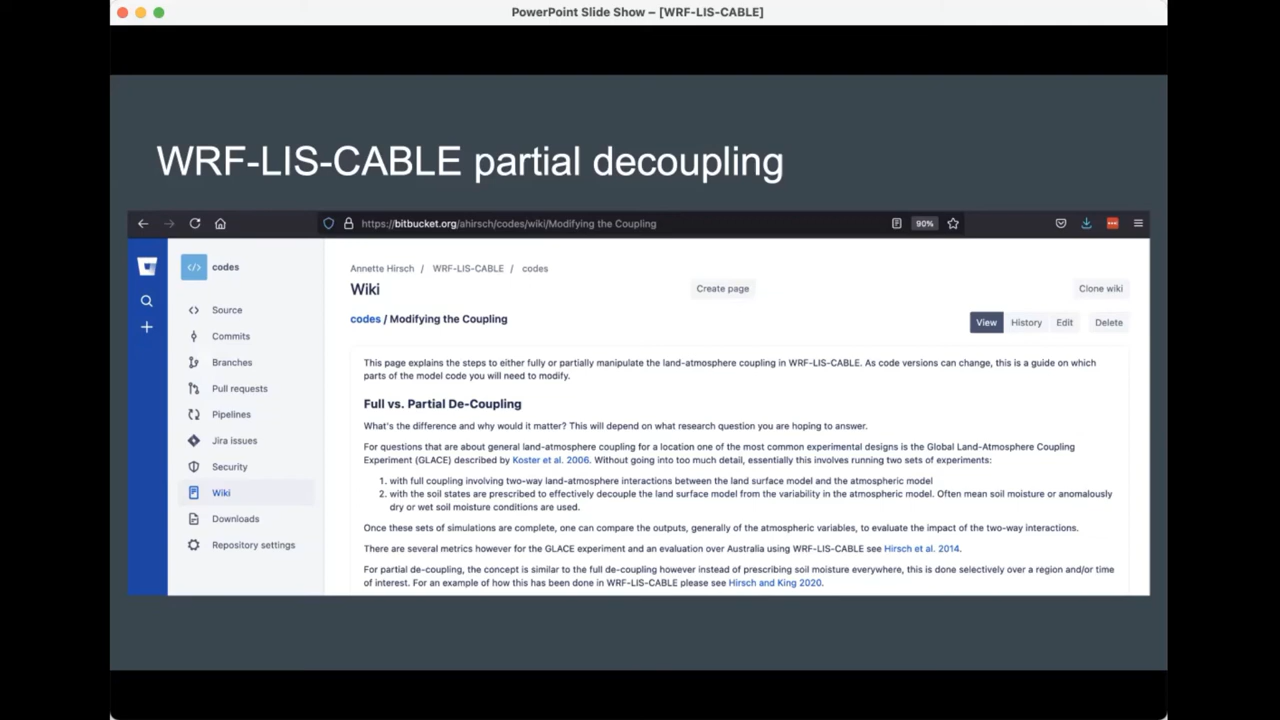 PowerPoint Slide Show – [WRF-LIS-CABLE]
WRF-LIS-CABLE partial decoupling
https://bitbucket.org/ahirsch/codes/wiki/Modifying the Coupling
90%
codes
Source
Commits
Branches
Pull requests
Pipelines
Jira issues
Security
Wiki
Downloads
Repository settings
Annette Hirsch / WRF-LIS-CABLE / codes
Wiki
Create page
Clone wiki
codes / Modifying the Coupling
View History Edit Delete
This page explains the steps to either fully or partially manipulate the land-atmosphere coupling in WRF-LIS-CABLE. As code versions can change, this is a guide on which
parts of the model code you will need to modify.
Full vs. Partial De-Coupling
What's the difference and why would it matter? This will depend on what research question you are hoping to answer.
For questions that are about general land-atmosphere coupling for a location one of the most common experimental designs is the Global Land-Atmosphere Coupling
Experiment (GLACE) described by Koster et al. 2006. Without going into too much detail, essentially this involves running two sets of experiments:
1. with full coupling involving two-way land-atmosphere interactions between the land surface model and the atmospheric model
2. with the soil states are prescribed to effectively decouple the land surface model from the variability in the atmospheric model. Often mean soil moisture or anomalously
dry or wet soil moisture conditions are used.
Once these sets of simulations are complete, one can compare the outputs, generally of the atmospheric variables, to evaluate the impact of the two-way interactions.
There are several metrics however for the GLACE experiment and an evaluation over Australia using WRF-LIS-CABLE see Hirsch et al. 2014.
For partial de-coupling, the concept is similar to the full de-coupling however instead of prescribing soil moisture everywhere, this is done selectively over a region and/or time
of interest. For an example of how this has been done in WRF-LIS-CABLE please see Hirsch and King 2020.